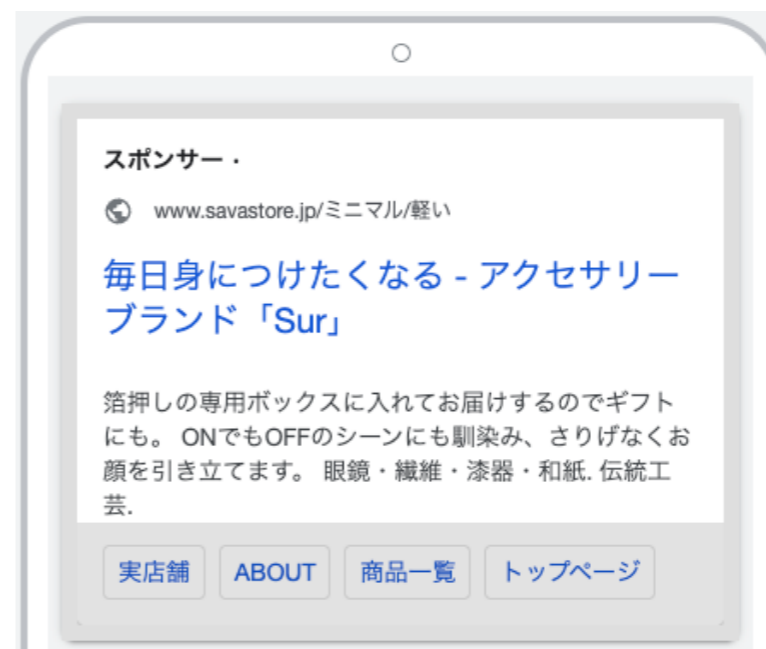 スポンサー・
www.savastore.jp/ミニマル/軽い
毎日身につけたくなる - アクセサリー
ブランド「Sur」
箔押しの専用ボックスに入れてお届けするのでギフト
にも。 ONでもOFFのシーンにも馴染み、さりげなくお
顔を引き立てます。 眼鏡・繊維・漆器・和紙. 伝統工
芸.
実店舗 ABOUT 商品一覧 トップページ